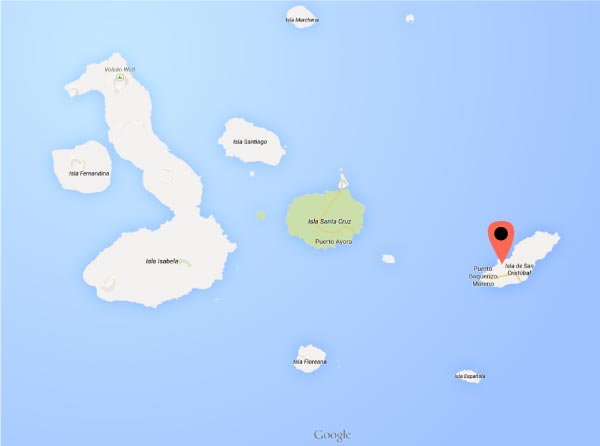 Isla Marchena
Volcan Wolf
Isla Santiago
Isla Fernandina
Isla Santa Cruz
Puerto Ayora
Isla Isabela
Puerto
Baquerizo
Moreno
Isla de San
Cristóbal
Isla Floreana
Isla Española
Google